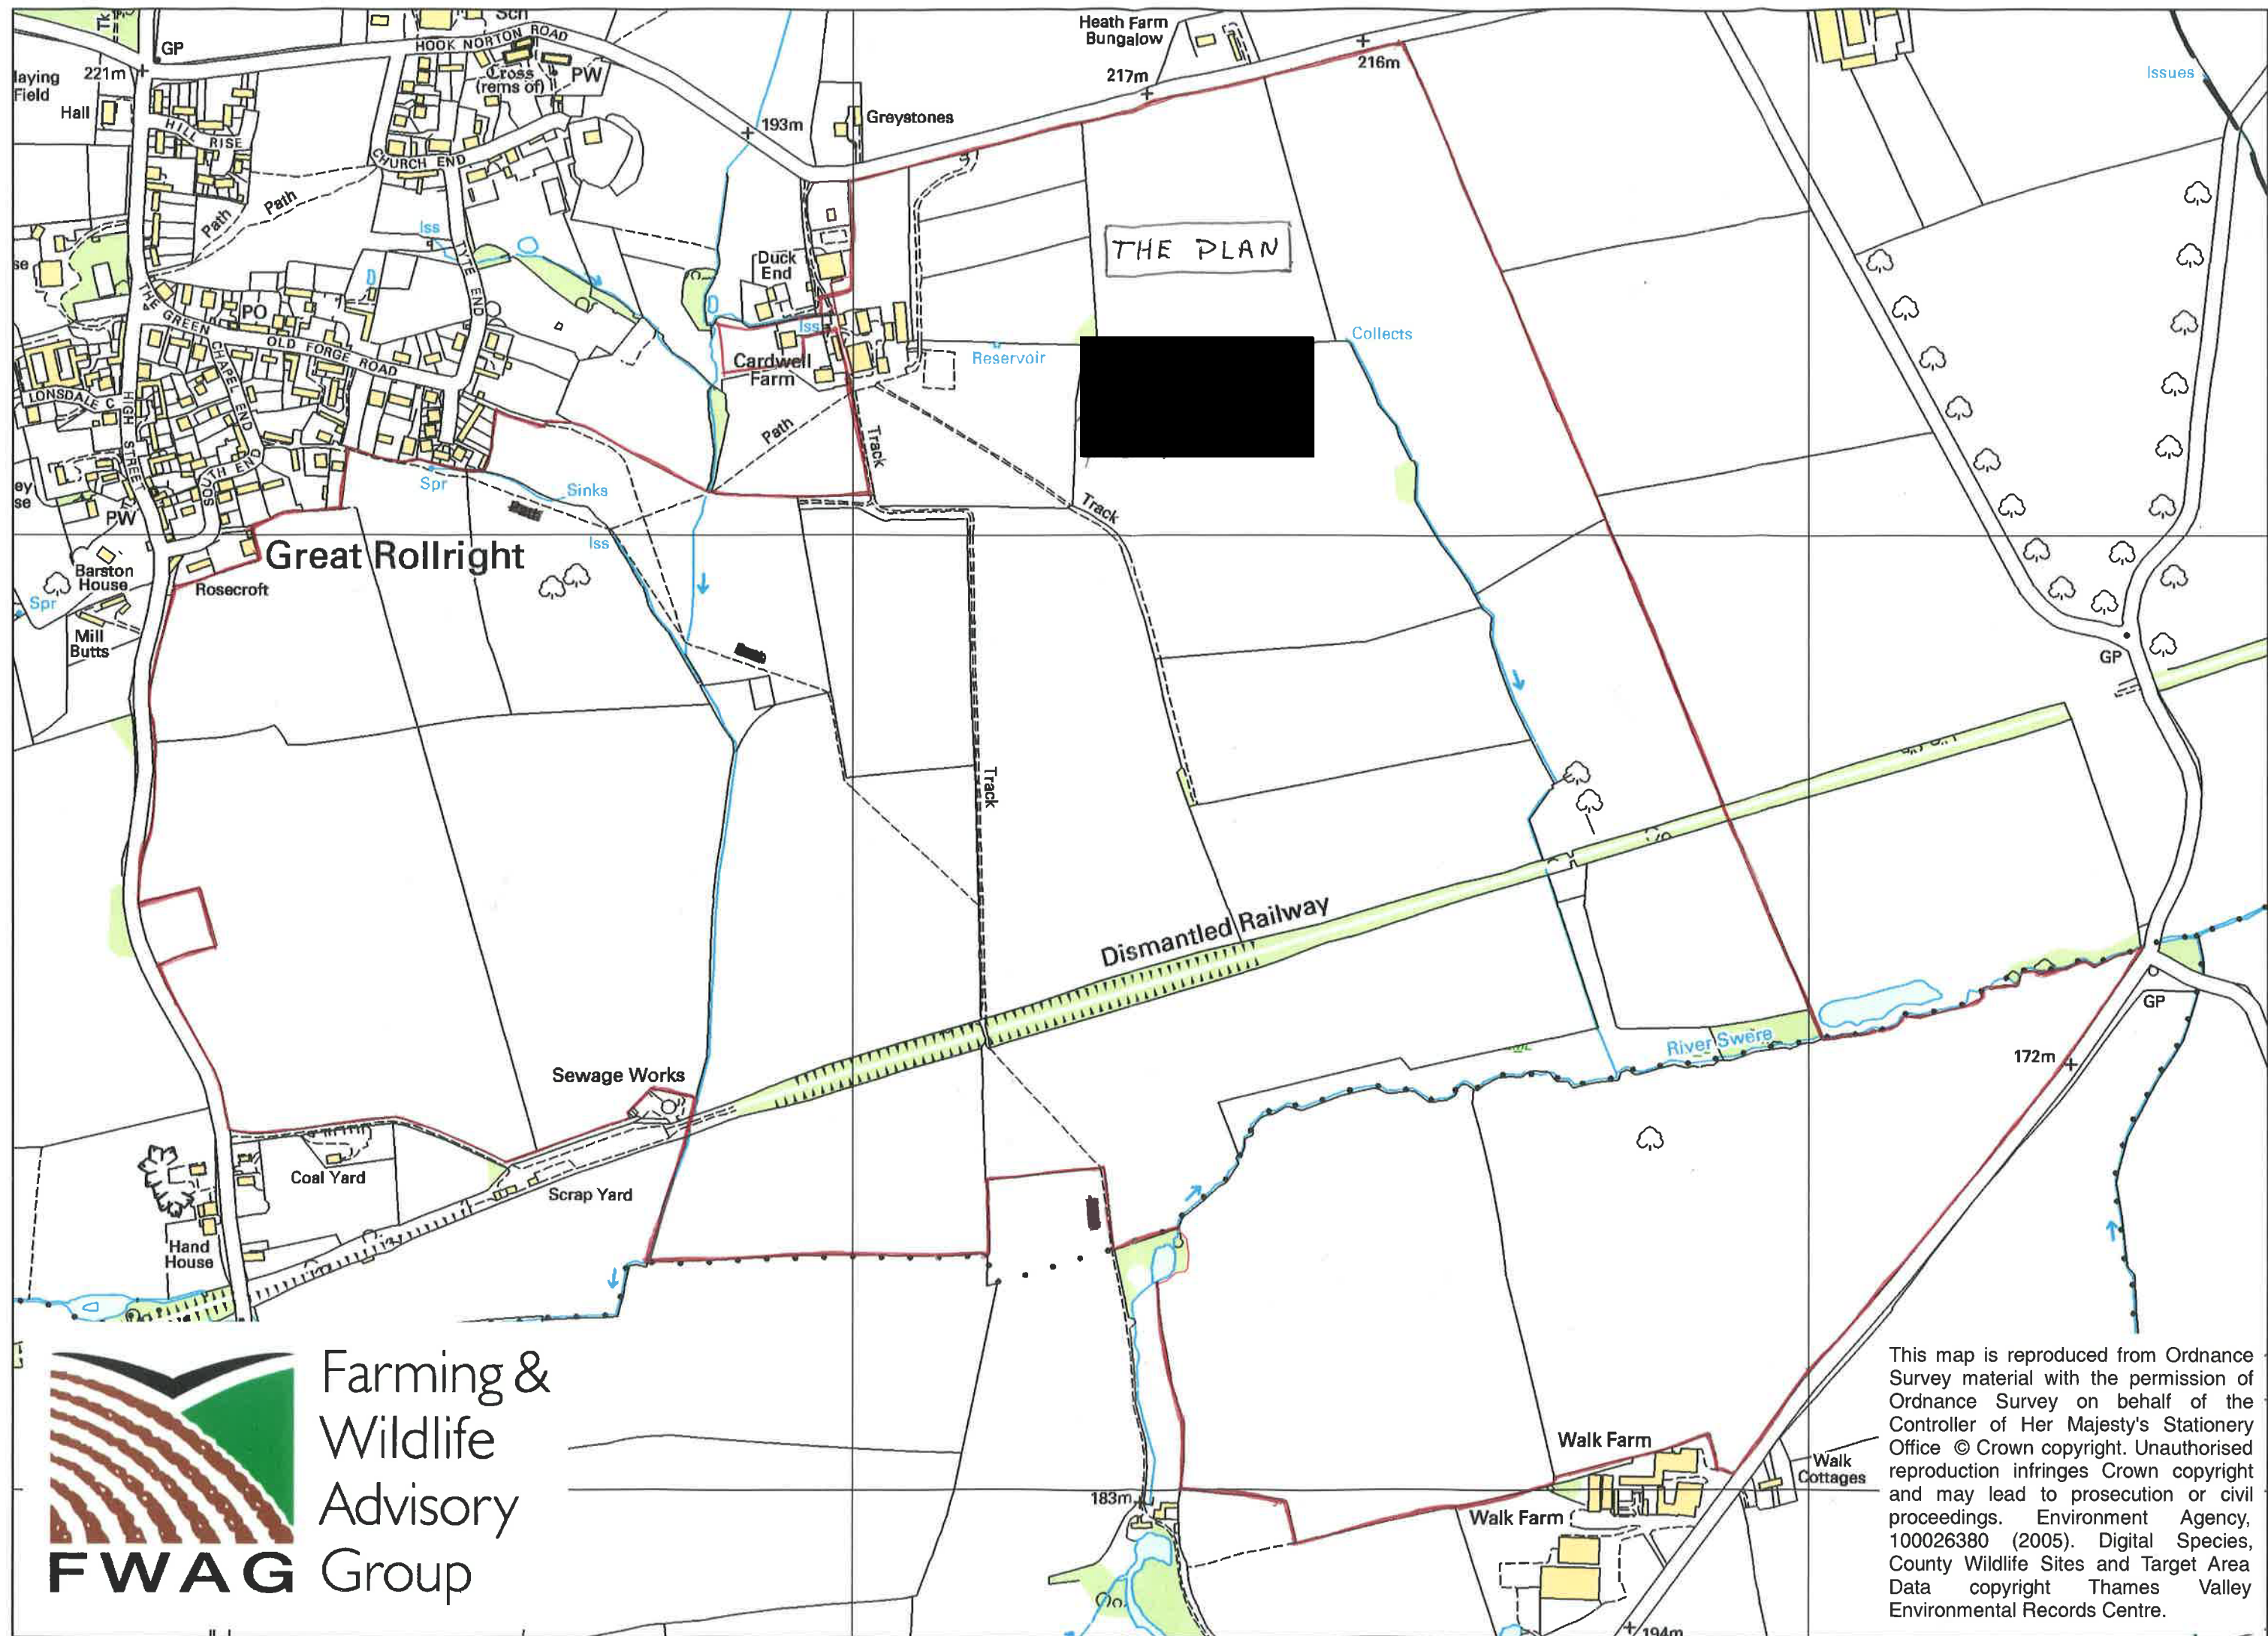 Tk
Sch
GP
221m
HOOK NORTON ROAD
Heath Farm
Bungalow
216m
217m
Issues
laying
Field
Hall
Cross
(rems of)
PW
HILL RISE
193m
Greystones
CHURCH END
Path
Path
Iss
TYTE END
THE PLAN
Duck
End
se
THE GREEN
PO
OLD FORGE ROAD
Iss
Reservoir
Collects
Cardwell
Farm
CHAPEL END
LONSDALE C
HIGH STREET
Path
Track
SOUTH END
Spr
Sinks
Track
ey
se
PW
Path
Iss
Great Rollright
Barston
House
Rosecroft
Spr
Mill
Butts
GP
Track
Dismantled Railway
River Swere
GP
172m
Sewage Works
Coal Yard
Scrap Yard
Hand
House
Farming &
Wildlife
Advisory
Group
FWAG
183m
Walk Farm
Walk
Cottages
Walk Farm
194m
This map is reproduced from Ordnance
Survey material with the permission of
Ordnance Survey on behalf of the
Controller of Her Majesty's Stationery
Office © Crown copyright. Unauthorised
reproduction infringes Crown copyright
and may lead to prosecution or civil
proceedings. Environment Agency,
100026380 (2005). Digital Species,
County Wildlife Sites and Target Area
Data copyright Thames Valley
Environmental Records Centre.